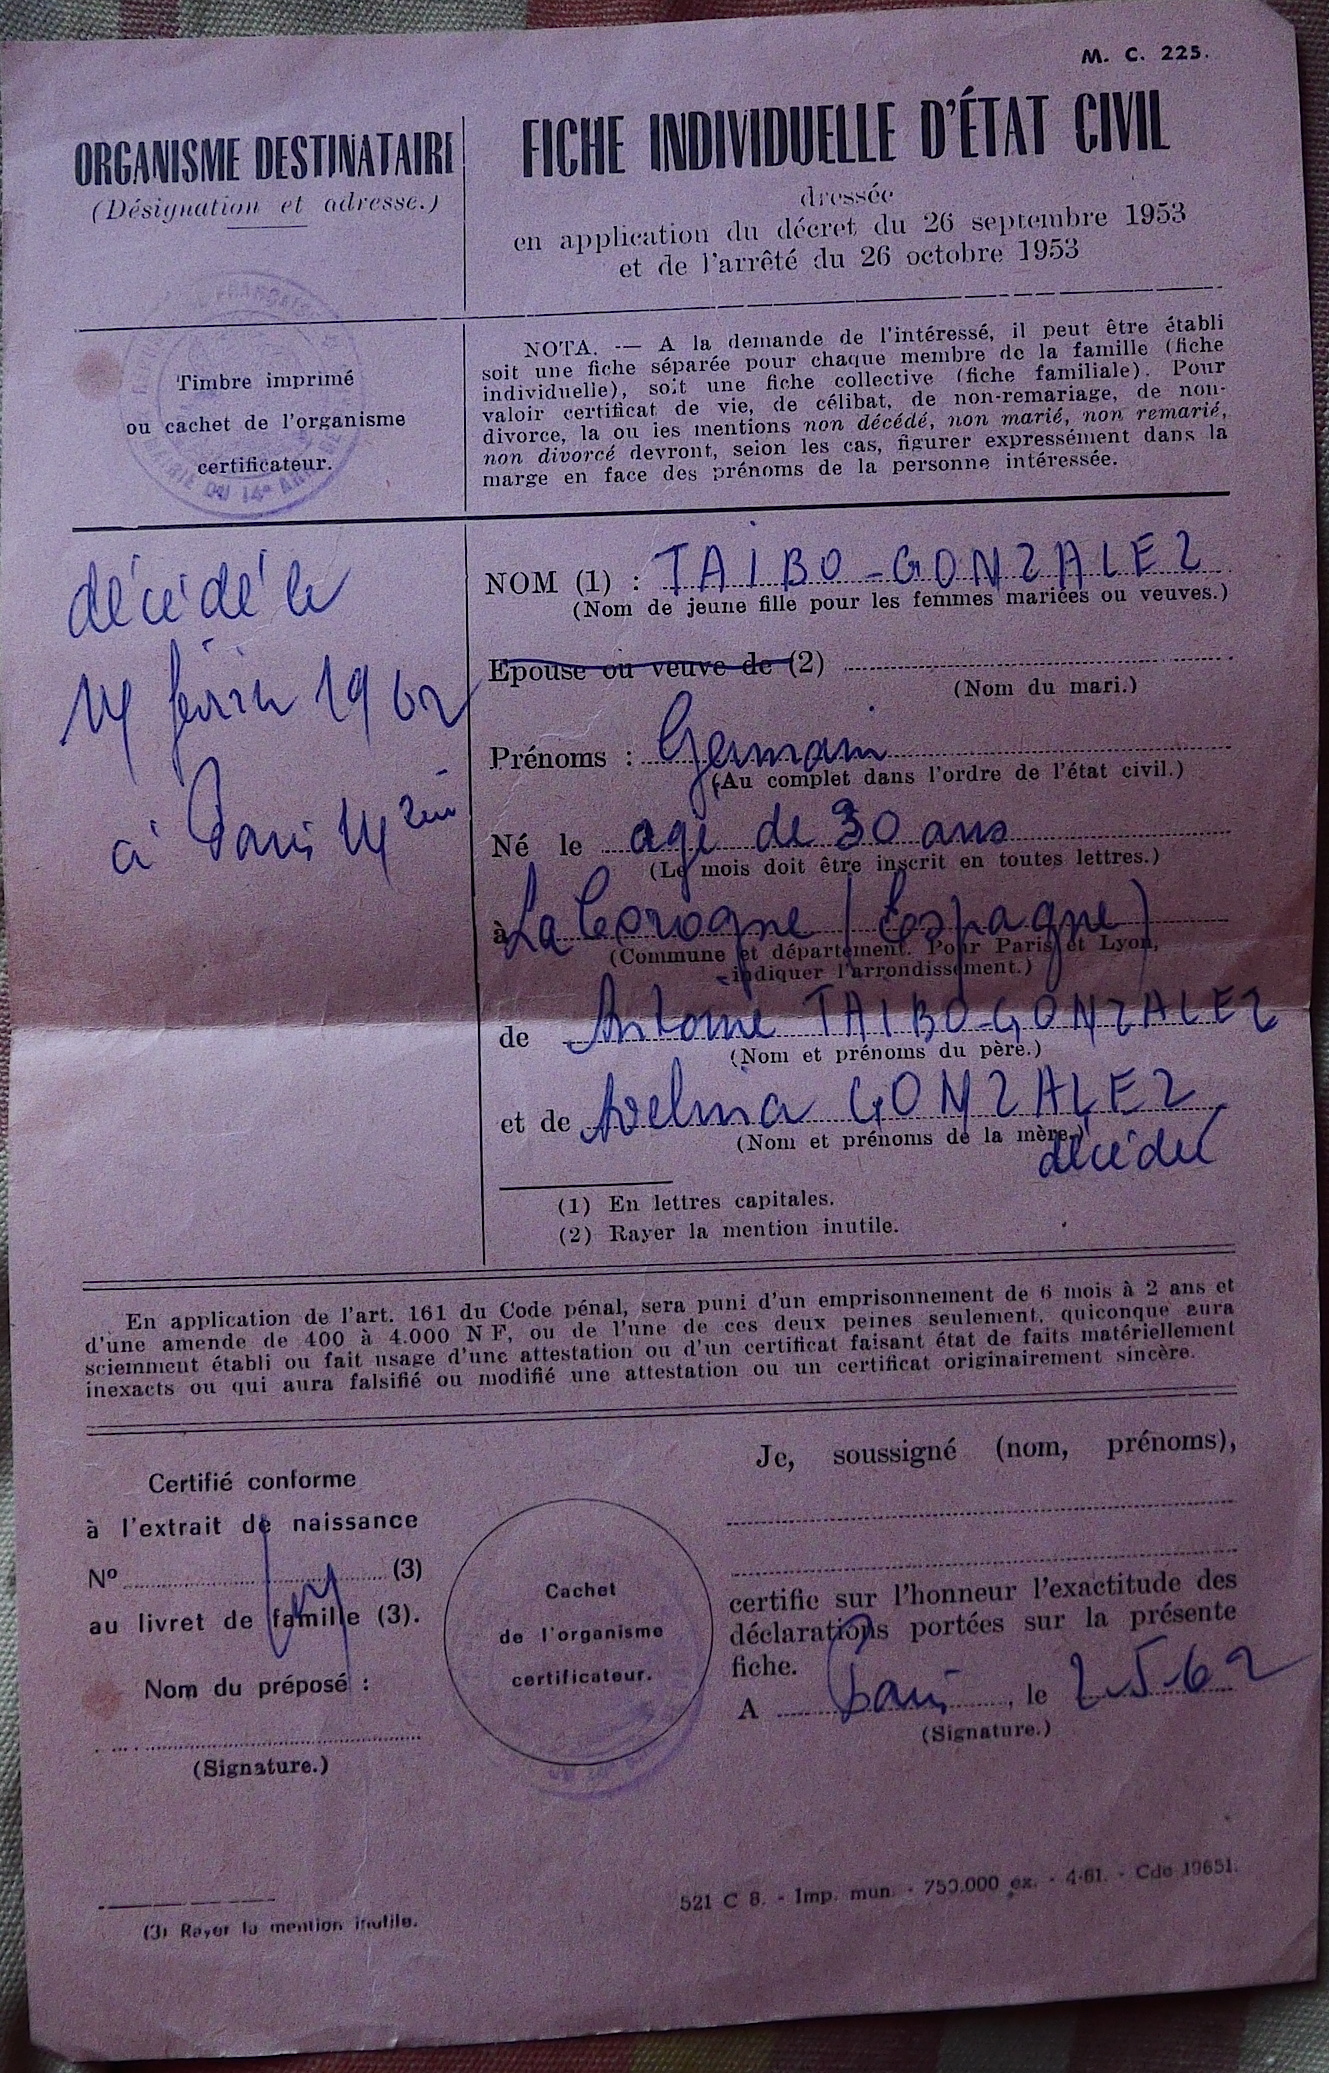 M. C. 225.
ORGANISME DESTINATAIRE
(Désignation et adresse.)
FICHE INDIVIDUELLE D'ÉTAT CIVIL
dressée
en application du décret du 26 septembre 1953
et de l'arrêté du 26 octobre 1953
Timbre imprimé
ou cachet de l'organisme
certificateur.
NOTA. — A la demande de l'intéressé, il peut être établi
soit une fiche séparée pour chaque membre de la famille (fiche
individuelle), soit une fiche collective (fiche familiale). Pour
valoir certificat de vie, de célibat, de non-remariage, de non-
divorce, la ou les mentions non décédé, non marié, non remarié,
non divorcé devront, selon les cas, figurer expressément dans la
marge en face des prénoms de la personne intéressée.
décédé le
14 février 1962
à Paris 14
NOM (1) : TAIBO-GONZALEZ
(Nom de jeune fille pour les femmes mariées ou veuves.)
Epouse ou veuve de (2)
(Nom du mari.)
Prénoms : Germain
(Au complet dans l'ordre de l'état civil.)
Né le agé de 30 ans
(Le mois doit être inscrit en toutes lettres.)
à La Corogne (Espagne)
(Commune et département. Pour Paris et Lyon,
indiquer l'arrondissement.)
de Antoine TAIBO-GONZALEZ
(Nom et prénoms du père.)
et de Avelina GONZALEZ
(Nom et prénoms de la mère.)
décédée
(1) En lettres capitales.
(2) Rayer la mention inutile.
En application de l'art. 161 du Code pénal, sera puni d'un emprisonnement de 6 mois à 2 ans et
d'une amende de 400 à 4.000 NF, ou de l'une de ces deux peines seulement, quiconque aura
sciemment établi ou fait usage d'une attestation ou d'un certificat faisant état de faits matériellement
inexacts ou qui aura falsifié ou modifié une attestation ou un certificat originairement sincère.
Certifié conforme
à l'extrait de naissance
N° (3)
au livret de famille (3).
Nom du préposé :
(Signature.)
Cachet
de l'organisme
certificateur.
Je, soussigné (nom, prénoms),
certifie sur l'honneur l'exactitude des
déclarations portées sur la présente
fiche.
A Paris, le 2-5-62
(Signature.)
(3) Rayer la mention inutile.
521 C 8. - Imp. mun. - 750.000 ex. - 4-61. - Cde 19651.